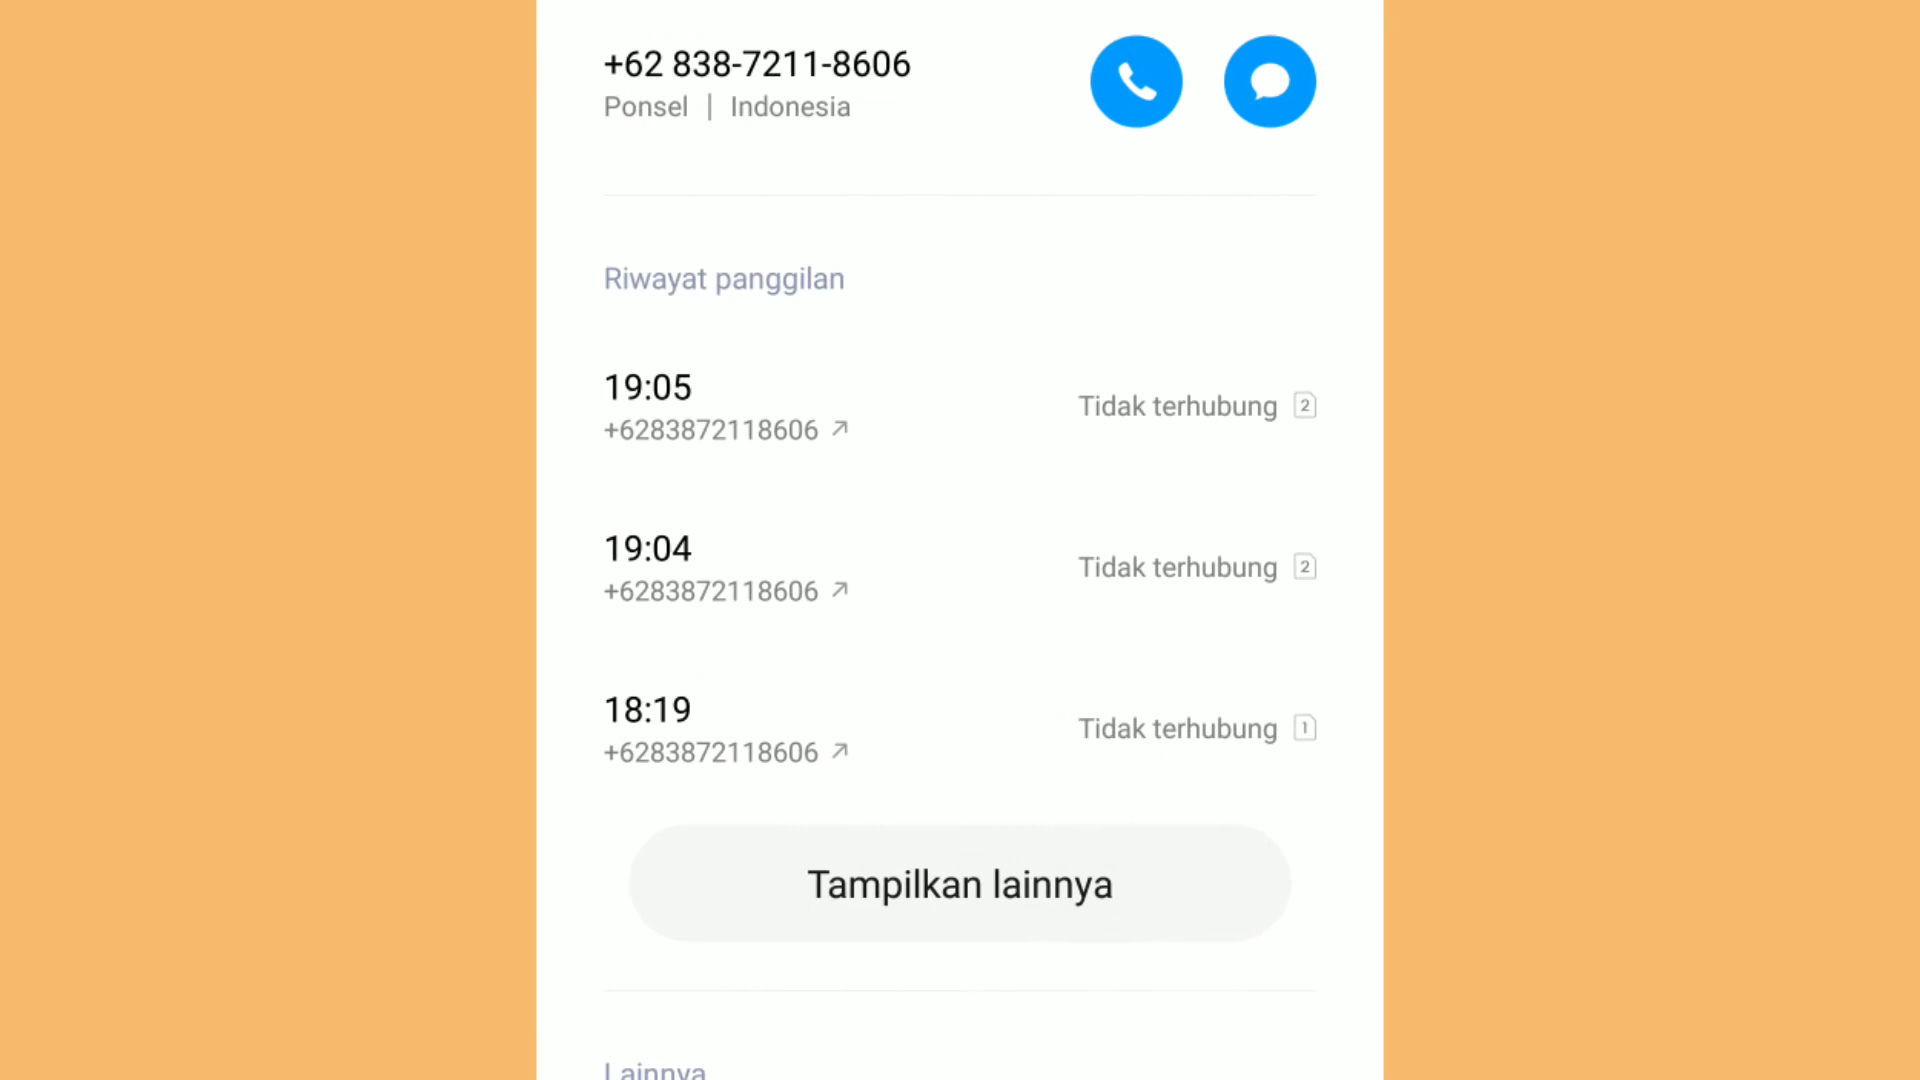 +62 838-7211-8606
Ponsel | Indonesia
Riwayat panggilan
19:05
+6283872118606
Tidak terhubung 2
19:04
+6283872118606
Tidak terhubung 2
18:19
+6283872118606
Tidak terhubung 1
Tampilkan lainnya
Lainnya